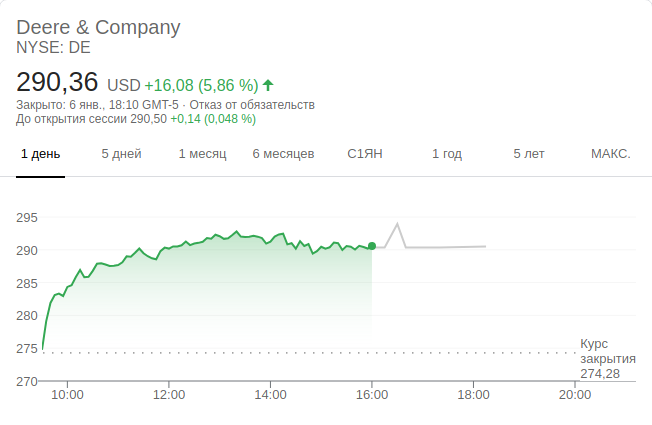 Deere & Company
NYSE: DE
290,36 USD +16,08 (5,86 %)
Закрыто: 6 янв., 18:10 GMT-5 · Отказ от обязательств
До открытия сессии 290,50 +0,14 (0,048 %)
1 день 5 дней 1 месяц 6 месяцев С1ЯН 1 год 5 лет МАКС.
295
290
285
280
275
270
Курс
закрытия
274,28
10:00 12:00 14:00 16:00 18:00 20:00